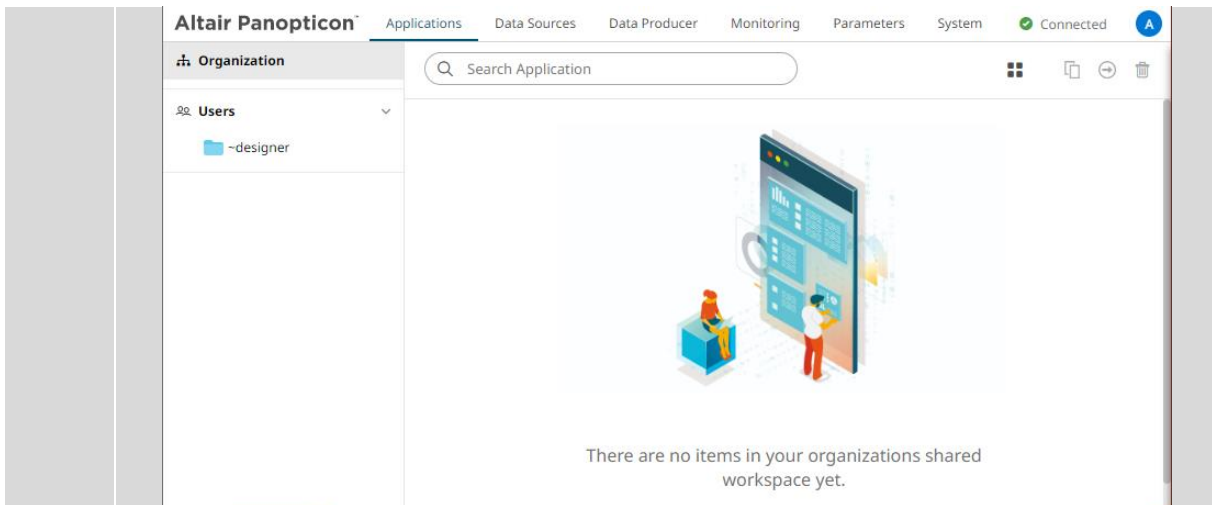 Altair Panopticon™ Applications Data Sources Data Producer Monitoring Parameters System Connected A
Organization
Search Application
Users
~designer
There are no items in your organizations shared
workspace yet.